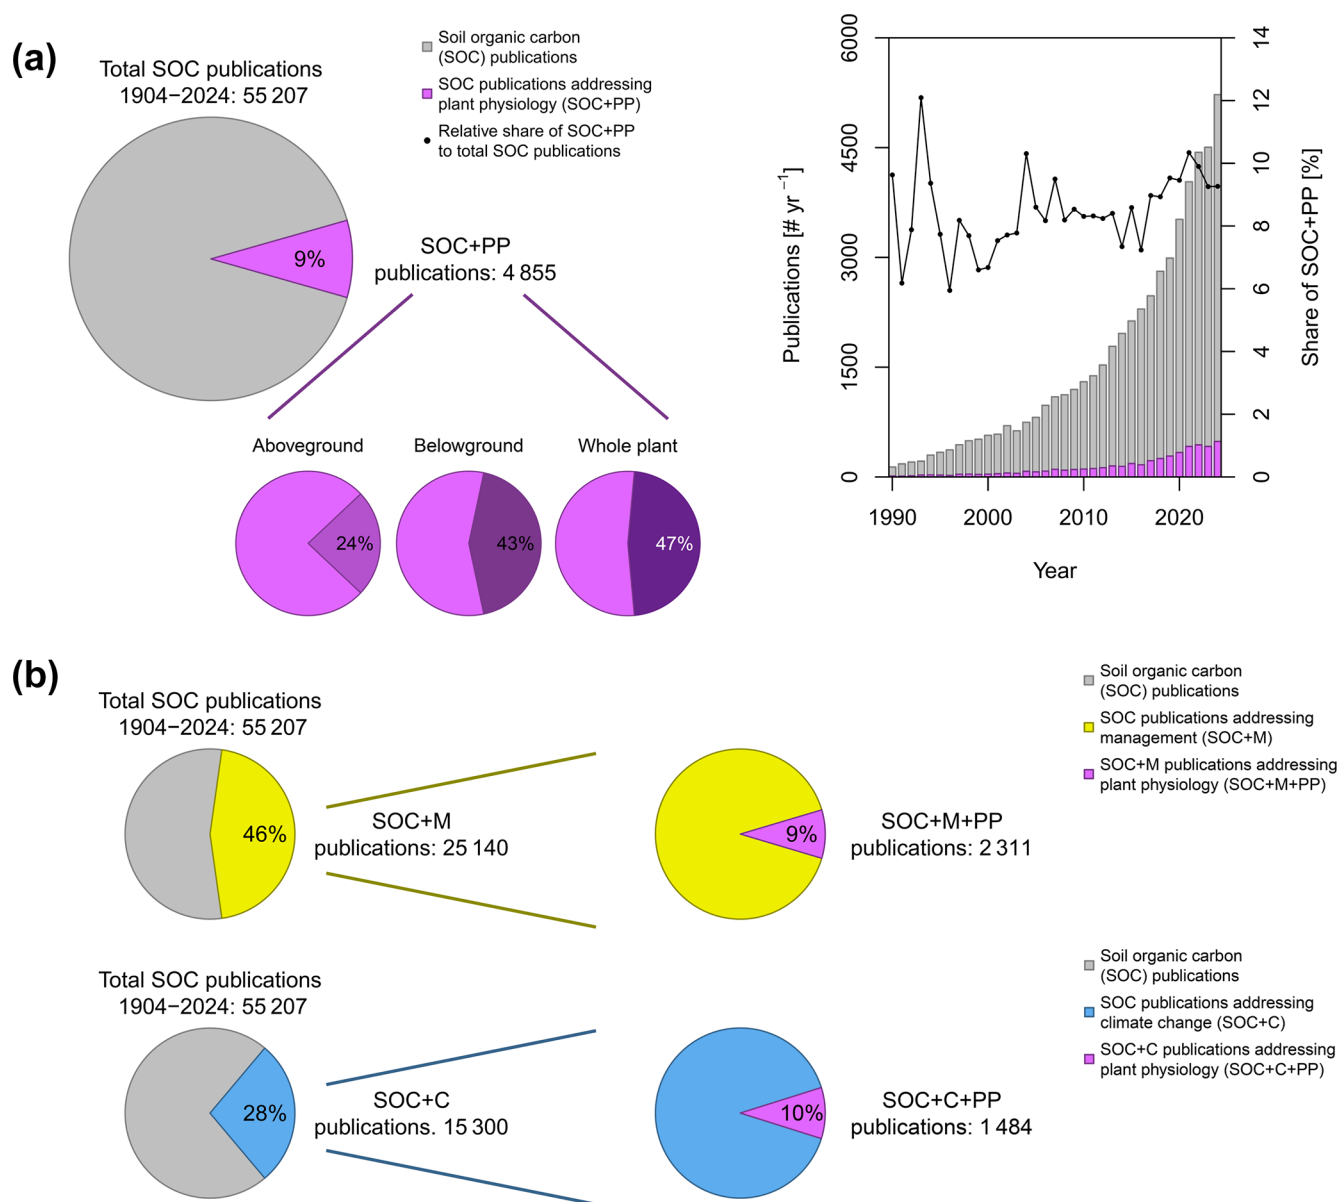 (a)
Total SOC publications
1904−2024: 55 207
9%
SOC+PP
publications: 4 855
Soil organic carbon
(SOC) publications
SOC publications addressing
plant physiology (SOC+PP)
Relative share of SOC+PP
to total SOC publications
Aboveground
Belowground
Whole plant
24%
43%
47%
Publications [# yr −1]
6000
4500
3000
1500
0
14
12
10
8
6
4
2
0
Share of SOC+PP [%]
1990
2000
2010
2020
Year
(b)
Total SOC publications
1904−2024: 55 207
46%
SOC+M
publications: 25 140
9%
SOC+M+PP
publications: 2 311
Soil organic carbon
(SOC) publications
SOC publications addressing
management (SOC+M)
SOC+M publications addressing
plant physiology (SOC+M+PP)
Total SOC publications
1904−2024: 55 207
28%
SOC+C
publications. 15 300
10%
SOC+C+PP
publications: 1 484
Soil organic carbon
(SOC) publications
SOC publications addressing
climate change (SOC+C)
SOC+C publications addressing
plant physiology (SOC+C+PP)